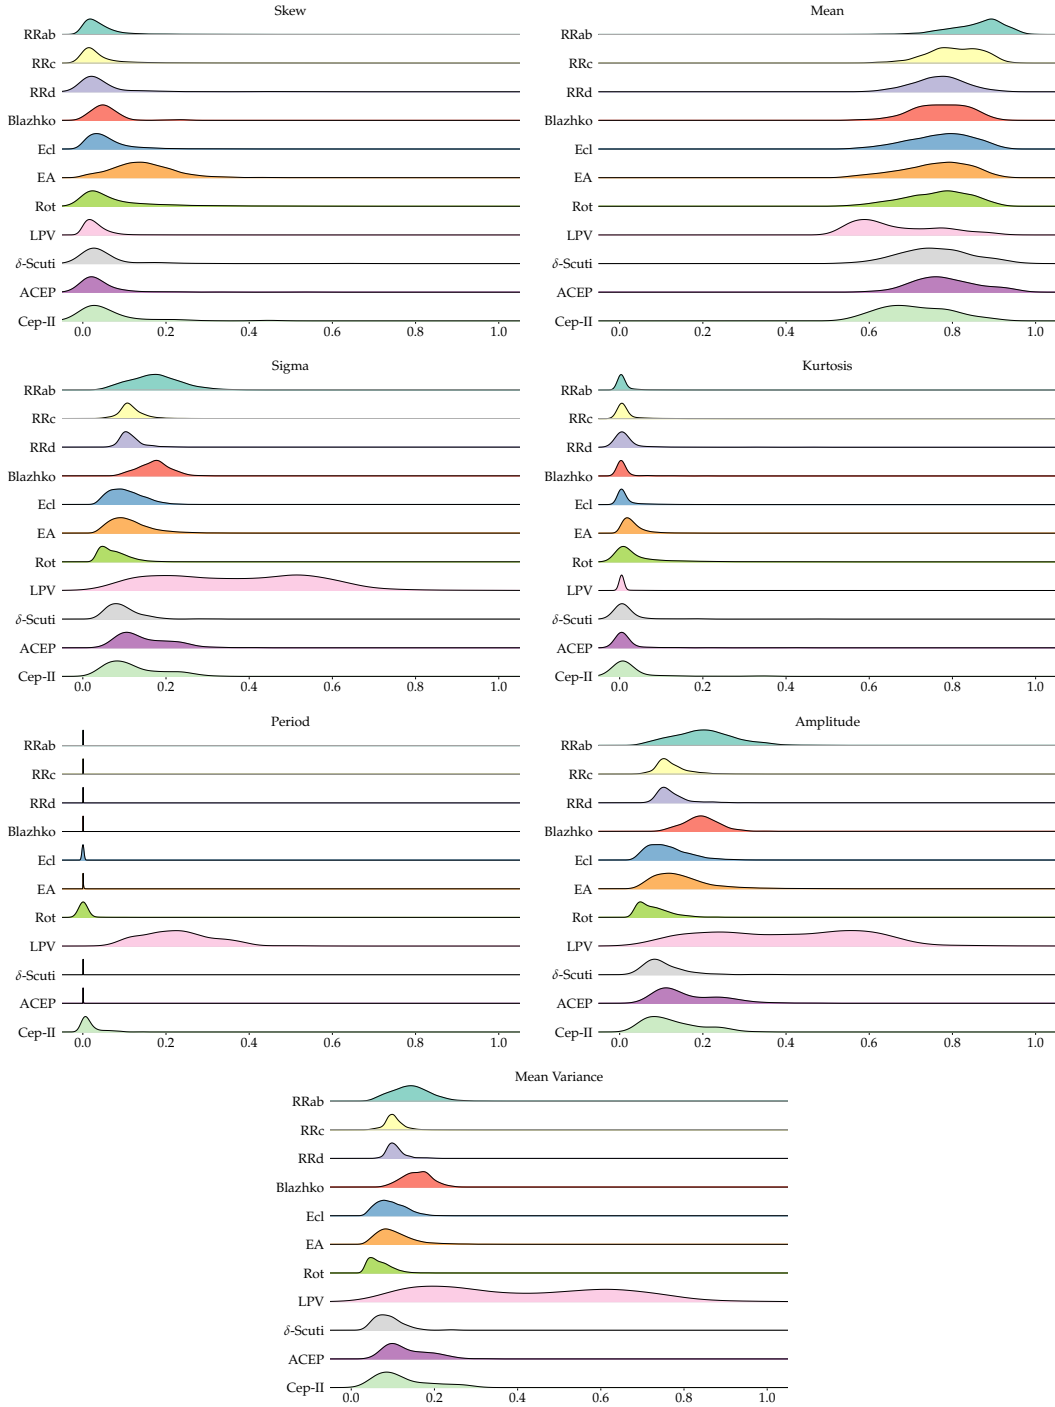 Skew
RRab
RRc
RRd
Blazhko
Ecl
EA
Rot
LPV
δ-Scuti
ACEP
Cep-II
0.0 0.2 0.4 0.6 0.8 1.0
Mean
RRab
RRc
RRd
Blazhko
Ecl
EA
Rot
LPV
δ-Scuti
ACEP
Cep-II
0.0 0.2 0.4 0.6 0.8 1.0
Sigma
RRab
RRc
RRd
Blazhko
Ecl
EA
Rot
LPV
δ-Scuti
ACEP
Cep-II
0.0 0.2 0.4 0.6 0.8 1.0
Kurtosis
RRab
RRc
RRd
Blazhko
Ecl
EA
Rot
LPV
δ-Scuti
ACEP
Cep-II
0.0 0.2 0.4 0.6 0.8 1.0
Period
RRab
RRc
RRd
Blazhko
Ecl
EA
Rot
LPV
δ-Scuti
ACEP
Cep-II
0.0 0.2 0.4 0.6 0.8 1.0
Amplitude
RRab
RRc
RRd
Blazhko
Ecl
EA
Rot
LPV
δ-Scuti
ACEP
Cep-II
0.0 0.2 0.4 0.6 0.8 1.0
Mean Variance
RRab
RRc
RRd
Blazhko
Ecl
EA
Rot
LPV
δ-Scuti
ACEP
Cep-II
0.0 0.2 0.4 0.6 0.8 1.0